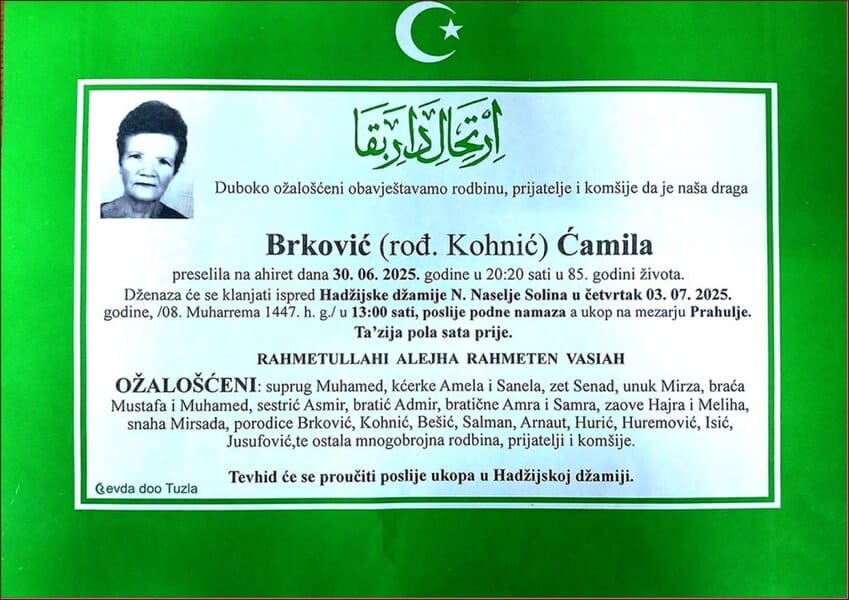 اِرْتِحَالِ دَارِ بَقَا
Duboko ožalošćeni obavještavamo rodbinu, prijatelje i komšije da je naša draga
Brković (rođ. Kohnić) Ćamila
preselila na ahiret dana 30. 06. 2025. godine u 20:20 sati u 85. godini života.
Dženaza će se klanjati ispred Hadžijske džamije N. Naselje Solina u četvrtak 03. 07. 2025.
godine, /08. Muharrema 1447. h. g./ u 13:00 sati, poslije podne namaza a ukop na mezarju Prahulje.
Ta'zija pola sata prije.
RAHMETULLAHI ALEJHA RAHMETEN VASIAH
OŽALOŠĆENI: suprug Muhamed, kćerke Amela i Sanela, zet Senad, unuk Mirza, braća
Mustafa i Muhamed, sestrić Asmir, bratić Admir, bratične Amra i Samra, zaove Hajra i Meliha,
snaha Mirsada, porodice Brković, Kohnić, Bešić, Salman, Arnaut, Hurić, Huremović, Isić,
Jusufović,te ostala mnogobrojna rodbina, prijatelji i komšije.
Tevhid će se proučiti poslije ukopa u Hadžijskoj džamiji.
Sevda doo Tuzla